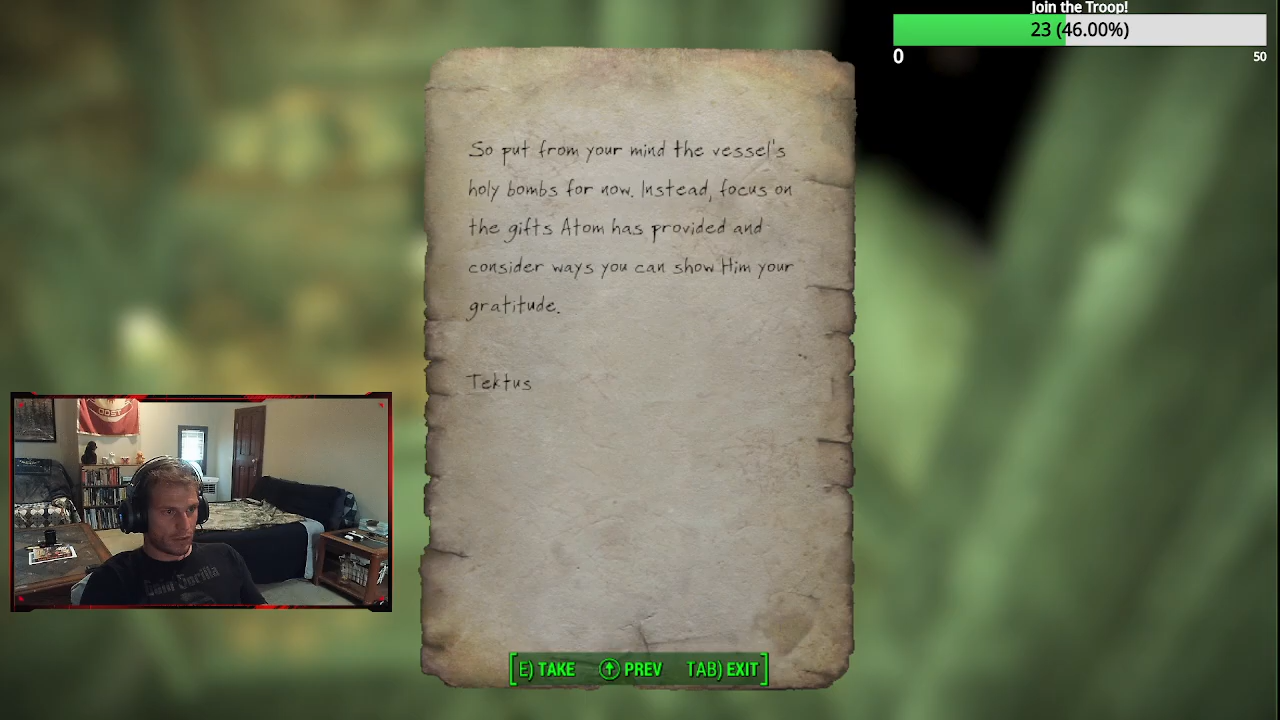 Join the Troop!
23 (46.00%)
0
50
So put from your mind the vessel's
holy bombs for now. Instead, focus on
the gifts Atom has provided and
consider ways you can show Him your
gratitude.
Tektus
Gorilla
E) TAKE
PREV
TAB) EXIT